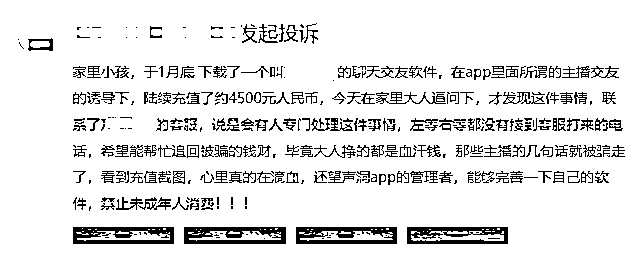 发起投诉
家里小孩，于1月底下载了一个叫 的聊天交友软件，在app里面所谓的主播交友
的诱导下，陆续充值了约4500元人民币，今天在家里大人追问下，才发现这件事情，联
系了 的客服，说是会有人专门处理这件事情，左等右等都没有接到客服打来的电
话，希望能帮忙追回被骗的钱财，毕竟大人挣的都是血汗钱，那些主播的几句话就被骗走
了，看到充值截图，心里真的在滴血，还望声洞app的管理者，能够完善一下自己的软
件，禁止未成年人消费！！！